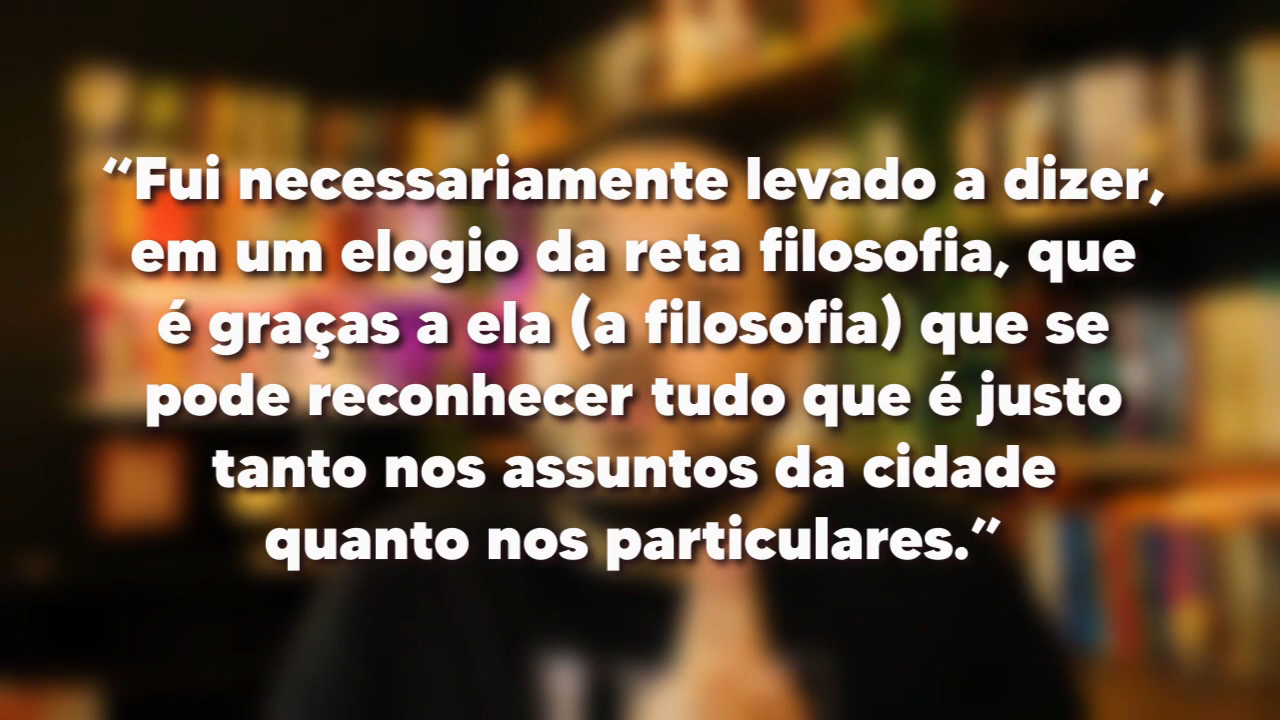 “Fui necessariamente levado a dizer,
em um elogio da reta filosofia, que
é graças a ela (a filosofia) que se
pode reconhecer tudo que é justo
tanto nos assuntos da cidade
quanto nos particulares.”